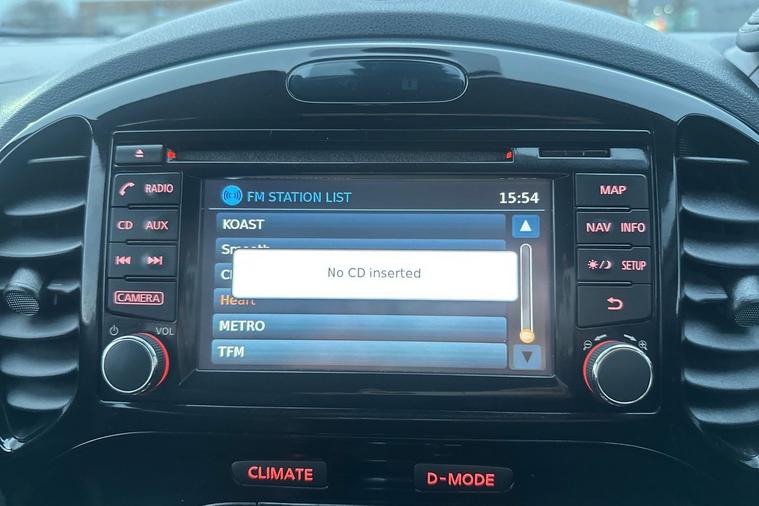 RADIO
CD AUX
CAMERA
VOL
FM STATION LIST 15:54
KOAST
Smooth
No CD inserted
Heart
METRO
TFM
MAP
NAV INFO
SETUP
CLIMATE
D-MODE